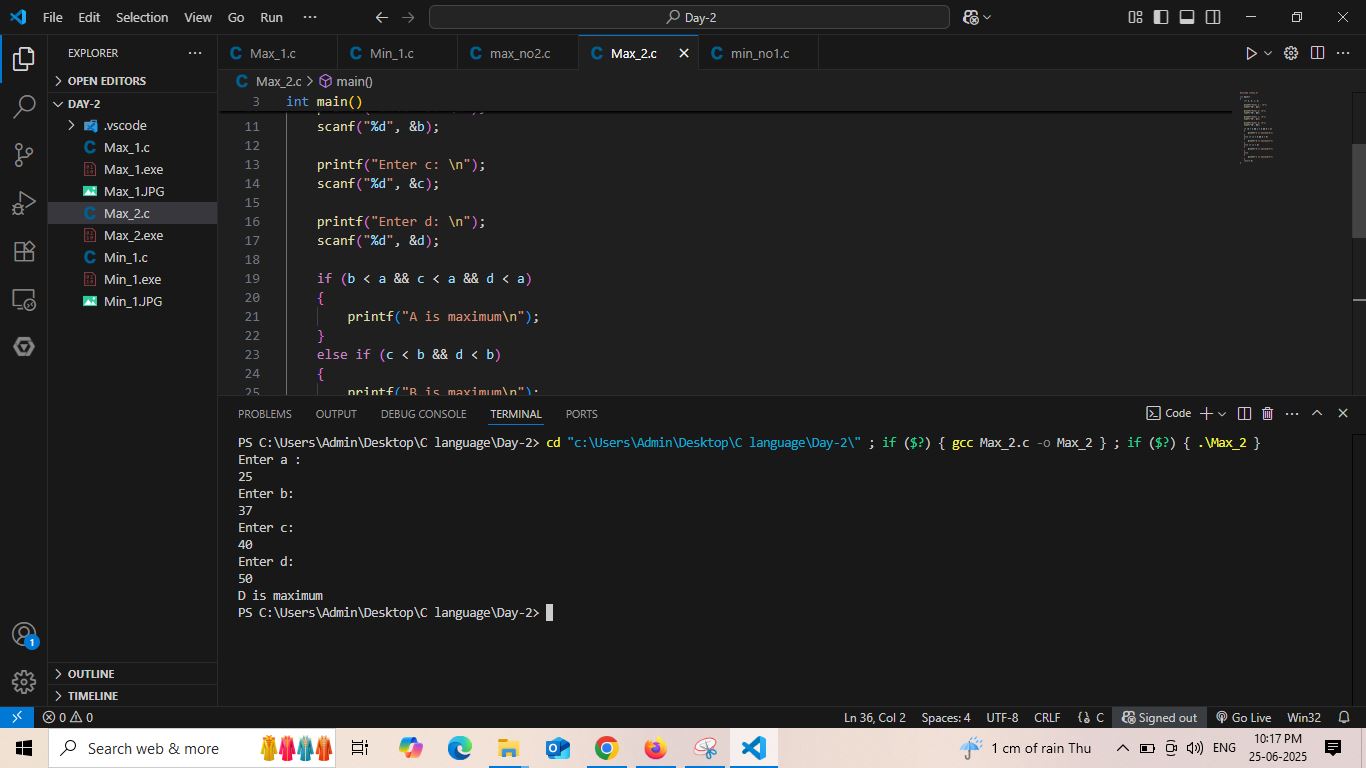 File Edit Selection View Go Run ··· Day-2
EXPLORER ···
OPEN EDITORS
DAY-2
.vscode
C Max_1.c
Max_1.exe
Max_1.JPG
C Max_2.c
Max_2.exe
C Min_1.c
Min_1.exe
Min_1.JPG
OUTLINE
TIMELINE
C Max_1.c C Min_1.c C max_no2.c C Max_2.c C min_no1.c
C Max_2.c > main()
3 int main()
11 scanf("%d", &b);
12
13 printf("Enter c: \n");
14 scanf("%d", &c);
15
16 printf("Enter d: \n");
17 scanf("%d", &d);
18
19 if (b < a && c < a && d < a)
20 {
21 printf("A is maximum\n");
22 }
23 else if (c < b && d < b)
24 {
25 printf("B is maximum\n");
PROBLEMS OUTPUT DEBUG CONSOLE TERMINAL PORTS Code
PS C:\Users\Admin\Desktop\C language\Day-2> cd "c:\Users\Admin\Desktop\C language\Day-2\" ; if ($?) { gcc Max_2.c -o Max_2 } ; if ($?) { .\Max_2 }
Enter a :
25
Enter b:
37
Enter c:
40
Enter d:
50
D is maximum
PS C:\Users\Admin\Desktop\C language\Day-2>
1
0 0 Ln 36, Col 2 Spaces: 4 UTF-8 CRLF {} C Signed out Go Live Win32
Search web & more 1 cm of rain Thu ENG 10:17 PM
25-06-2025